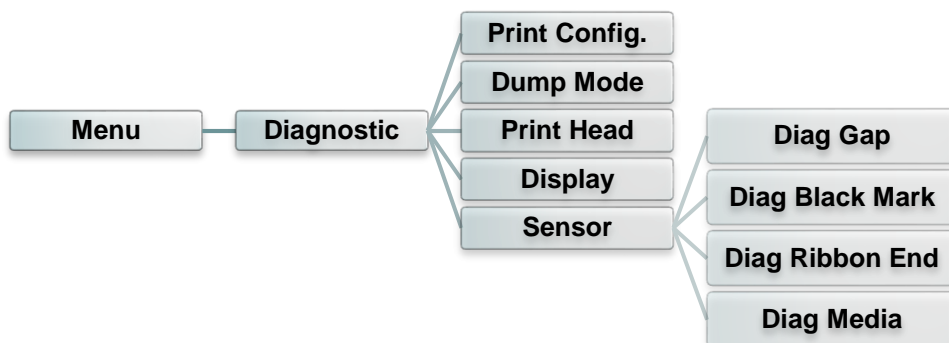 Menu
Diagnostic
Print Config.
Dump Mode
Print Head
Display
Sensor
Diag Gap
Diag Black Mark
Diag Ribbon End
Diag Media